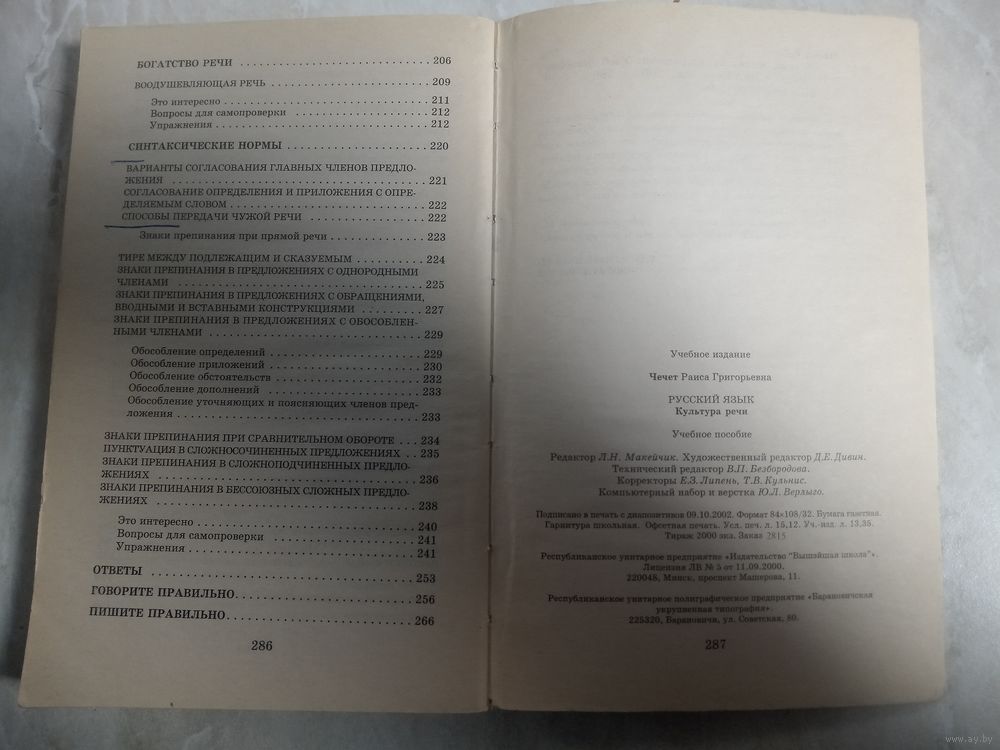 БОГАТСТВО РЕЧИ ............................ 206
ВООДУШЕВЛЯЮЩАЯ РЕЧЬ ....................... 209
Это интересно .............................. 211
Вопросы для самопроверки ................... 212
Упражнения ................................. 212
СИНТАКСИЧЕСКИЕ НОРМЫ ..................... 220
ВАРИАНТЫ СОГЛАСОВАНИЯ ГЛАВНЫХ ЧЛЕНОВ ПРЕДЛО-
ЖЕНИЯ ..................................... 221
СОГЛАСОВАНИЕ ОПРЕДЕЛЕНИЯ И ПРИЛОЖЕНИЯ С ОПРЕ-
ДЕЛЯЕМЫМ СЛОВОМ ........................... 222
СПОСОБЫ ПЕРЕДАЧИ ЧУЖОЙ РЕЧИ ............... 222
Знаки препинания при прямой речи ............. 223
ТИРЕ МЕЖДУ ПОДЛЕЖАЩИМ И СКАЗУЕМЫМ ......... 224
ЗНАКИ ПРЕПИНАНИЯ В ПРЕДЛОЖЕНИЯХ С ОДНОРОДНЫМИ
ЧЛЕНАМИ ................................... 225
ЗНАКИ ПРЕПИНАНИЯ В ПРЕДЛОЖЕНИЯХ С ОБРАЩЕНИЯМИ,
ВВОДНЫМИ И ВСТАВНЫМИ КОНСТРУКЦИЯМИ ........ 227
ЗНАКИ ПРЕПИНАНИЯ В ПРЕДЛОЖЕНИЯХ С ОБОСОБЛЕН-
НЫМИ ЧЛЕНАМИ .............................. 229
Обособление определений ..................... 229
Обособление приложений ...................... 230
Обособление обстоятельств ................... 232
Обособление дополнений ...................... 233
Обособление уточняющих и поясняющих членов пред-
ложения .................................... 233
ЗНАКИ ПРЕПИНАНИЯ ПРИ СРАВНИТЕЛЬНОМ ОБОРОТЕ ... 234
ПУНКТУАЦИЯ В СЛОЖНОСОЧИНЕННЫХ ПРЕДЛОЖЕНИЯХ .. 235
ЗНАКИ ПРЕПИНАНИЯ В СЛОЖНОПОДЧИНЕННЫХ ПРЕДЛО-
ЖЕНИЯХ .................................... 236
ЗНАКИ ПРЕПИНАНИЯ В БЕССОЮЗНЫХ СЛОЖНЫХ ПРЕДЛО-
ЖЕНИЯХ .................................... 238
Это интересно .............................. 240
Вопросы для самопроверки ................... 241
Упражнения ................................. 241
ОТВЕТЫ .................................... 253
ГОВОРИТЕ ПРАВИЛЬНО......................... 256
ПИШИТЕ ПРАВИЛЬНО........................... 266
286
Учебное издание
Чечет Раиса Григорьевна
РУССКИЙ ЯЗЫК
Культура речи
Учебное пособие
Редактор Л.Н. Макейчик. Художественный редактор Д.Е. Дивин.
Технический редактор В.П. Безбородова.
Корректоры Е.З. Липень, Т.В. Кульнис.
Компьютерный набор и верстка Ю.Л. Верлыго.
Подписано в печать с диапозитивов 09.10.2002. Формат 84×108/32. Бумага газетная.
Гарнитура школьная. Офсетная печать. Усл. печ. л. 15,12. Уч.-изд. л. 13,35.
Тираж 2000 экз. Заказ 2815
Республиканское унитарное предприятие «Издательство "Вышэйшая школа"».
Лицензия ЛВ № 5 от 11.09.2000.
220048, Минск, проспект Машерова, 11.
Республиканское унитарное полиграфическое предприятие «Барановичская
укрупненная типография».
225320, Барановичи, ул. Советская, 80.
287
www.ay.by